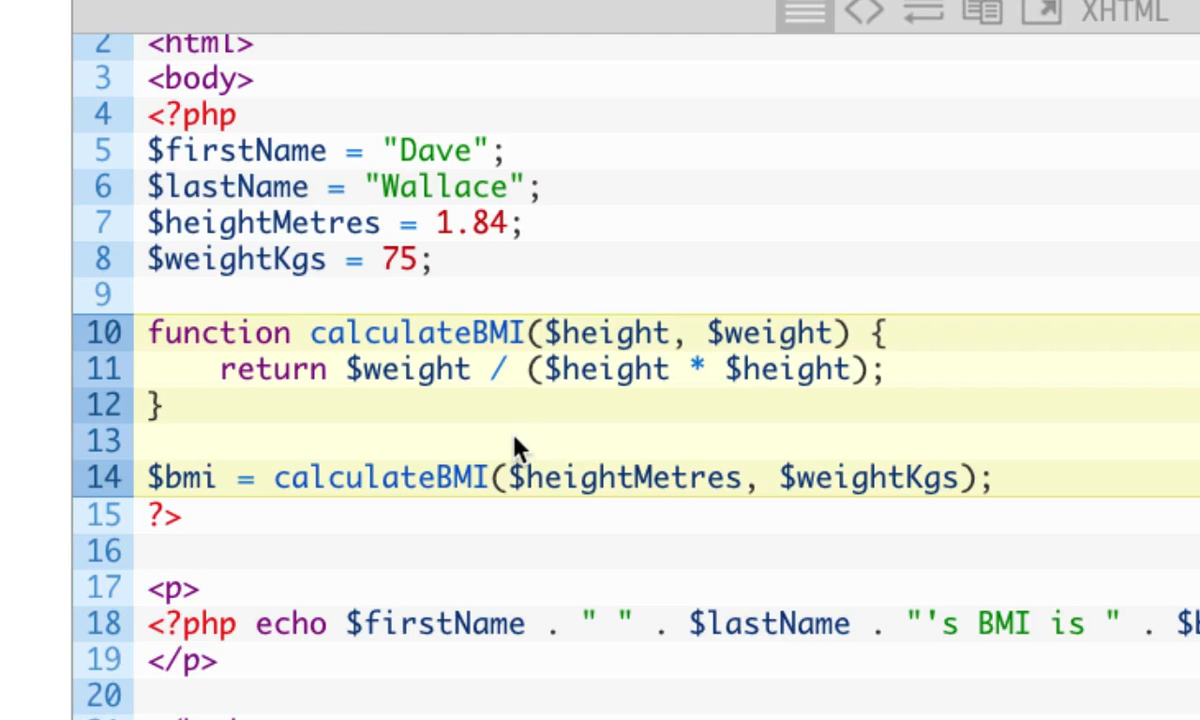 XHTML
2 <html>
3 <body>
4 <?php
5 $firstName = "Dave";
6 $lastName = "Wallace";
7 $heightMetres = 1.84;
8 $weightKgs = 75;
9
10 function calculateBMI($height, $weight) {
11     return $weight / ($height * $height);
12 }
13
14 $bmi = calculateBMI($heightMetres, $weightKgs);
15 ?>
16
17 <p>
18 <?php echo $firstName . " " . $lastName . "'s BMI is " .
19 </p>
20